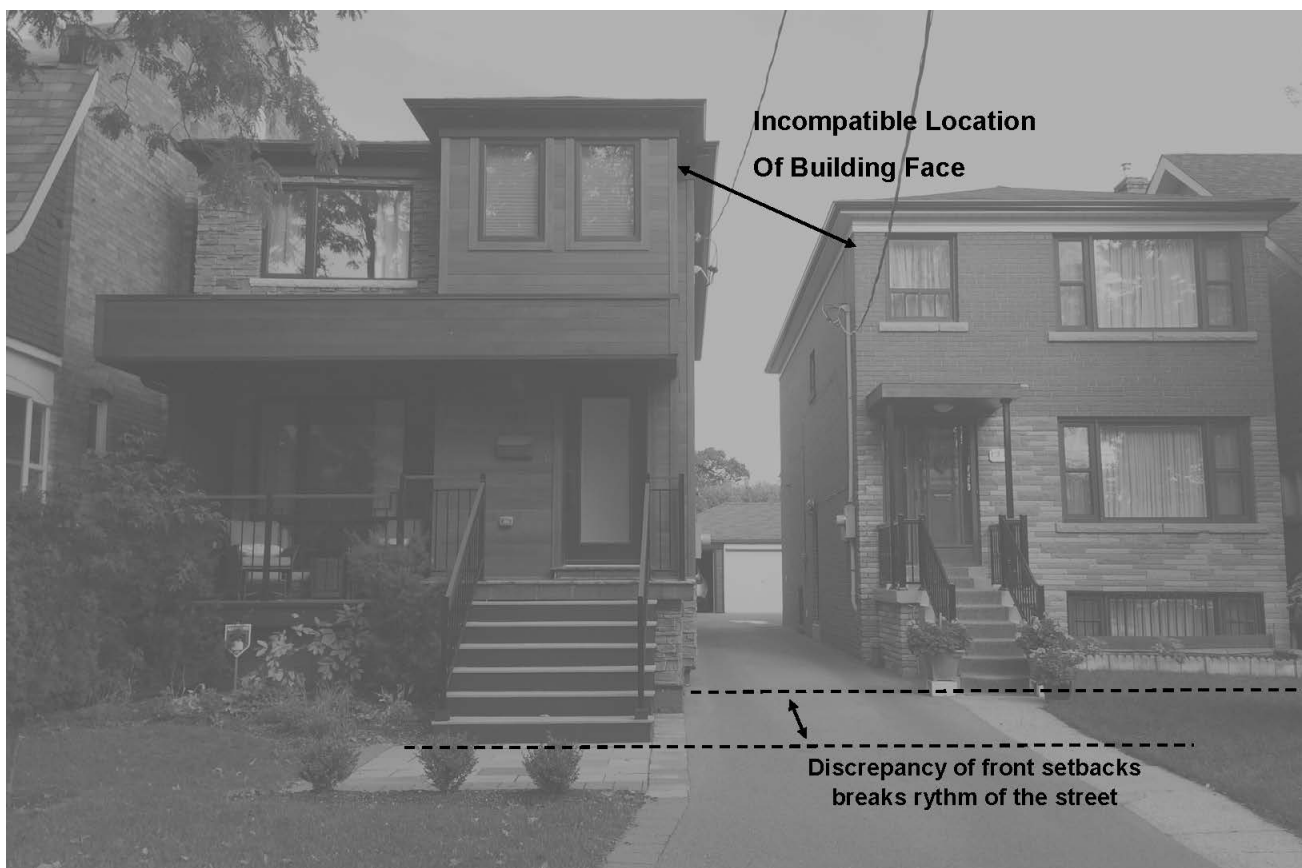 Incompatible Location
Of Building Face
Discrepancy of front setbacks
breaks rythm of the street